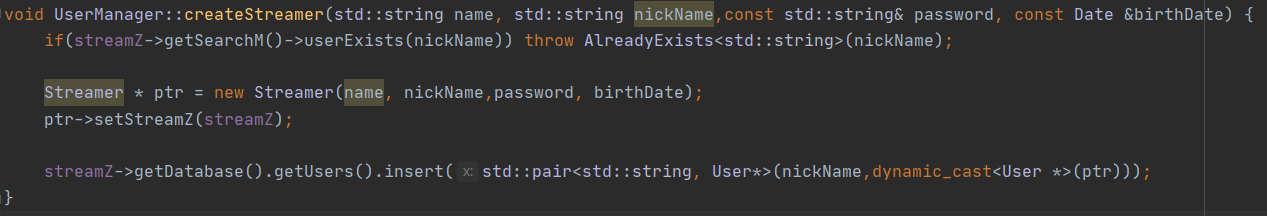 void UserManager::createStreamer(std::string name, std::string nickName,const std::string& password, const Date &birthDate) {
    if(streamZ->getSearchM()->userExists(nickName)) throw AlreadyExists<std::string>(nickName);

    Streamer * ptr = new Streamer(name, nickName,password, birthDate);
    ptr->setStreamZ(streamZ);

    streamZ->getDatabase().getUsers().insert( x: std::pair<std::string, User*>(nickName,dynamic_cast<User *>(ptr)));
}